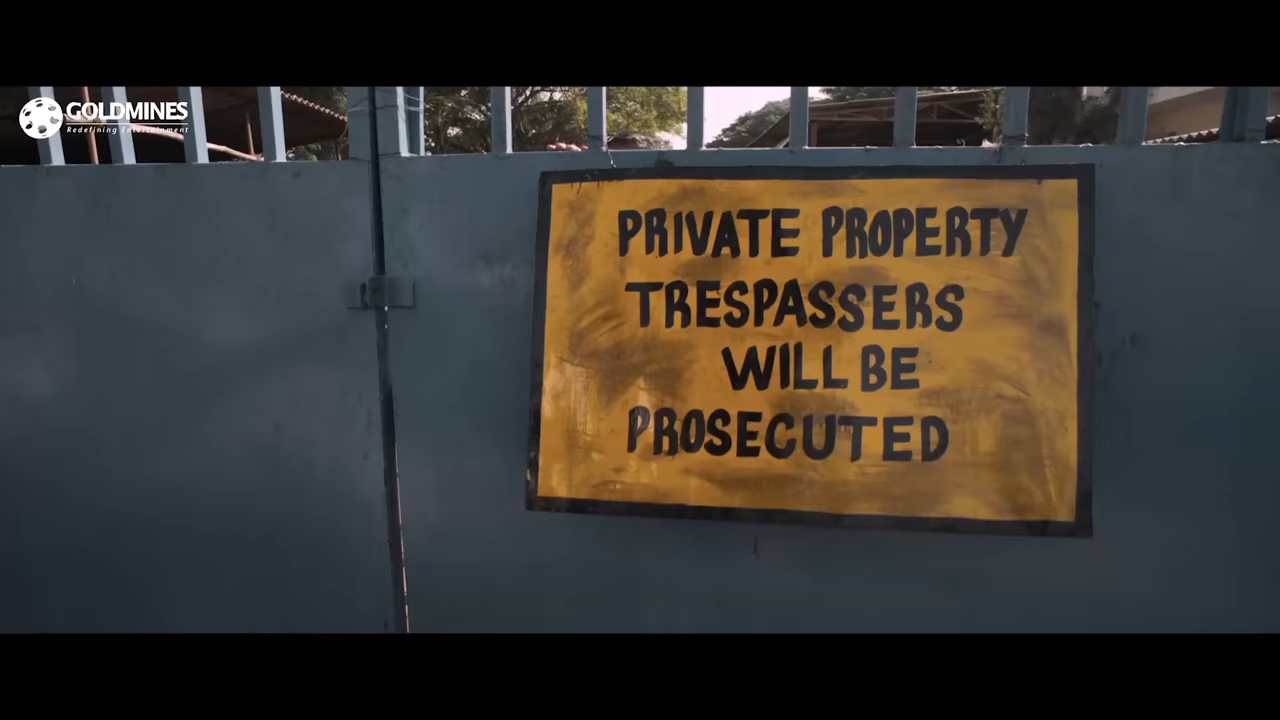 GOLDMINES
Redefining Entertainment
PRIVATE PROPERTY
TRESPASSERS
WILL BE
PROSECUTED